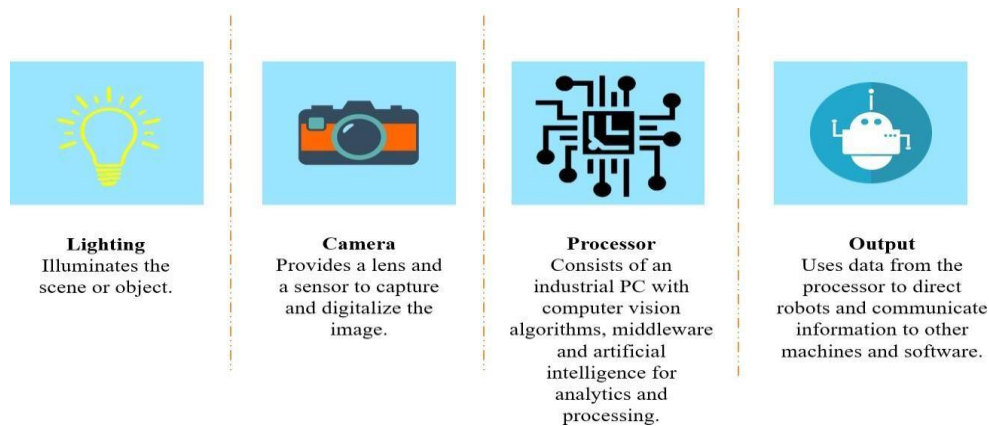 Lighting
Illuminates the
scene or object.
Camera
Provides a lens and
a sensor to capture
and digitalize the
image.
Processor
Consists of an
industrial PC with
computer vision
algorithms, middleware
and artificial
intelligence for
analytics and
processing.
Output
Uses data from the
processor to direct
robots and communicate
information to other
machines and software.